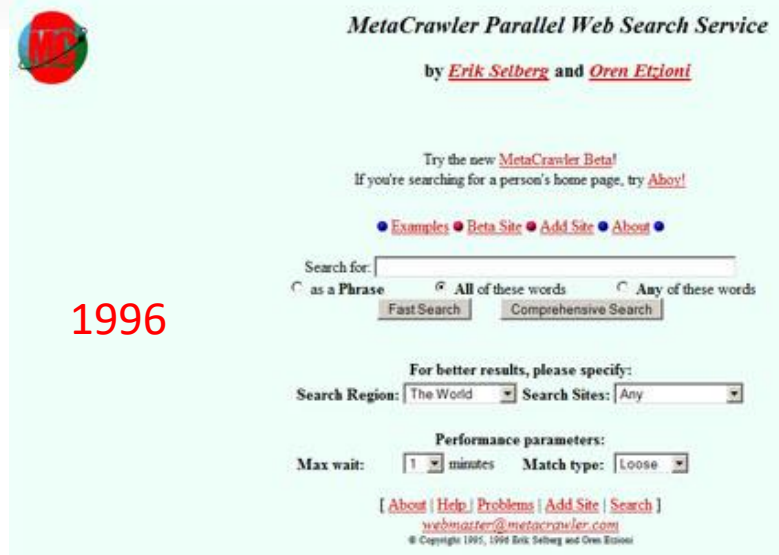 MC
MetaCrawler Parallel Web Search Service
by Erik Selberg and Oren Etzioni
Try the new MetaCrawler Beta!
If you're searching for a person's home page, try Ahoy!
Examples Beta Site Add Site About
Search for:
as a Phrase All of these words Any of these words
Fast Search Comprehensive Search
1996
For better results, please specify:
Search Region: The World Search Sites: Any
Performance parameters:
Max wait: 1 minutes Match type: Loose
[ About | Help | Problems | Add Site | Search ]
webmaster@metacrawler.com
© Copyright 1995, 1996 Erik Selberg and Oren Etzioni